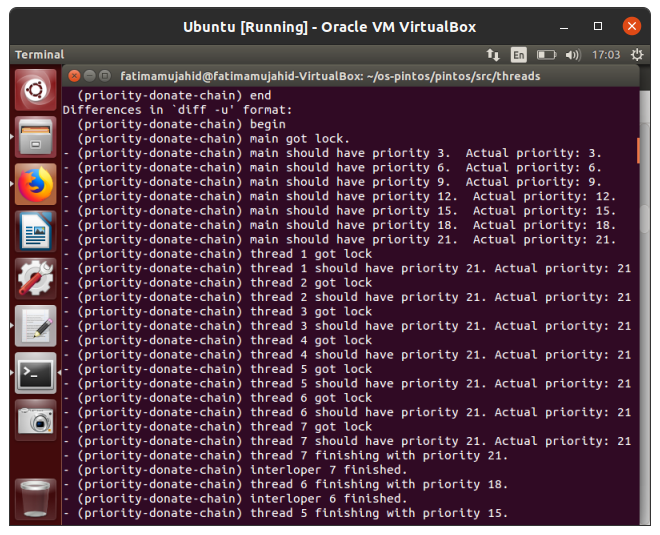 Ubuntu [Running] - Oracle VM VirtualBox
Terminal
En
17:03
fatimamujahid@fatimamujahid-VirtualBox: ~/os-pintos/pintos/src/threads
(priority-donate-chain) end
Differences in `diff -u' format:
(priority-donate-chain) begin
(priority-donate-chain) main got lock.
- (priority-donate-chain) main should have priority 3.  Actual priority: 3.
- (priority-donate-chain) main should have priority 6.  Actual priority: 6.
- (priority-donate-chain) main should have priority 9.  Actual priority: 9.
- (priority-donate-chain) main should have priority 12.  Actual priority: 12.
- (priority-donate-chain) main should have priority 15.  Actual priority: 15.
- (priority-donate-chain) main should have priority 18.  Actual priority: 18.
- (priority-donate-chain) main should have priority 21.  Actual priority: 21.
- (priority-donate-chain) thread 1 got lock
- (priority-donate-chain) thread 1 should have priority 21. Actual priority: 21
- (priority-donate-chain) thread 2 got lock
- (priority-donate-chain) thread 2 should have priority 21. Actual priority: 21
- (priority-donate-chain) thread 3 got lock
- (priority-donate-chain) thread 3 should have priority 21. Actual priority: 21
- (priority-donate-chain) thread 4 got lock
- (priority-donate-chain) thread 4 should have priority 21. Actual priority: 21
- (priority-donate-chain) thread 5 got lock
- (priority-donate-chain) thread 5 should have priority 21. Actual priority: 21
- (priority-donate-chain) thread 6 got lock
- (priority-donate-chain) thread 6 should have priority 21. Actual priority: 21
- (priority-donate-chain) thread 7 got lock
- (priority-donate-chain) thread 7 should have priority 21. Actual priority: 21
- (priority-donate-chain) thread 7 finishing with priority 21.
- (priority-donate-chain) interloper 7 finished.
- (priority-donate-chain) thread 6 finishing with priority 18.
- (priority-donate-chain) interloper 6 finished.
- (priority-donate-chain) thread 5 finishing with priority 15.